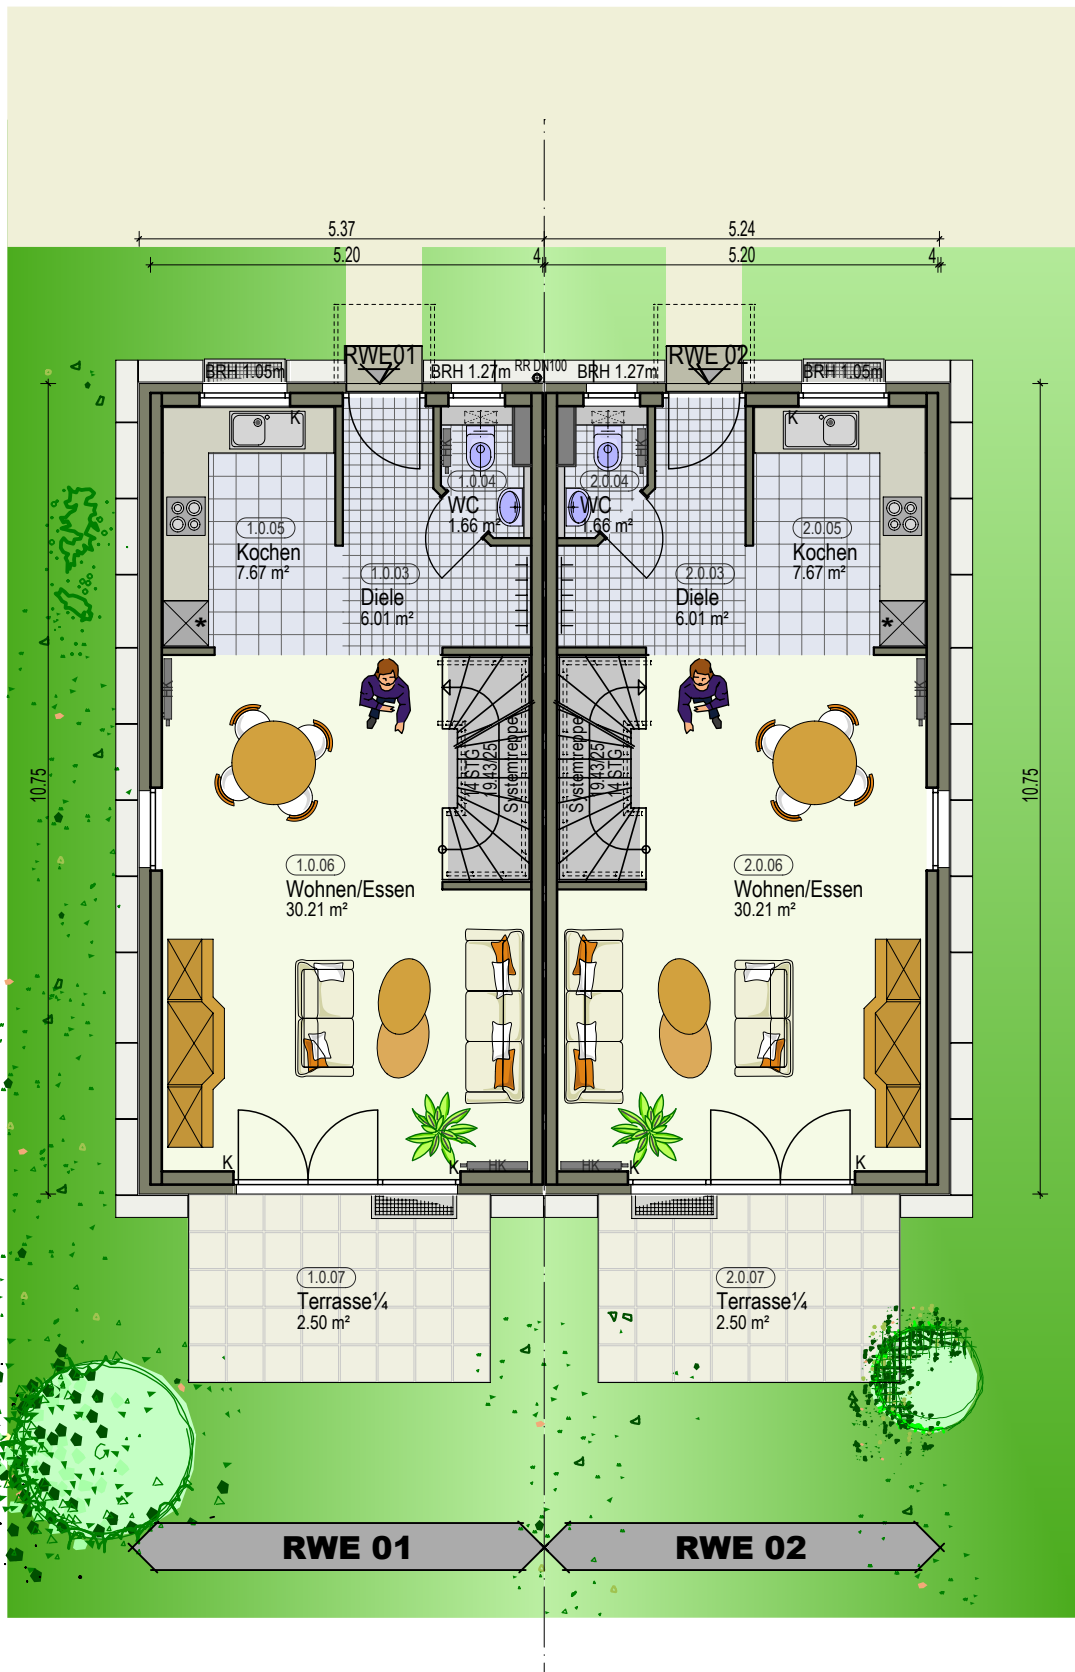 5.37
5.24
5.20
4
5.20
4
RWE01
RWE 02
BRH 1.05m
BRH 1.27m
RR DN100
BRH 1.27m
BRH 1.05m
K
K
HK
HK
1.0.04
WC
1.66 m²
2.0.04
WC
1.66 m²
1.0.05
Kochen
7.67 m²
2.0.05
Kochen
7.67 m²
1.0.03
Diele
6.01 m²
2.0.03
Diele
6.01 m²
*
*
HK
HK
14 STG
19.43/25
Systemtreppe
Systemtreppe
19.43/25
14 STG
10.75
10.75
1.0.06
Wohnen/Essen
30.21 m²
2.0.06
Wohnen/Essen
30.21 m²
K
K
HK
HK
K
K
1.0.07
Terrasse¼
2.50 m²
2.0.07
Terrasse¼
2.50 m²
RWE 01
RWE 02